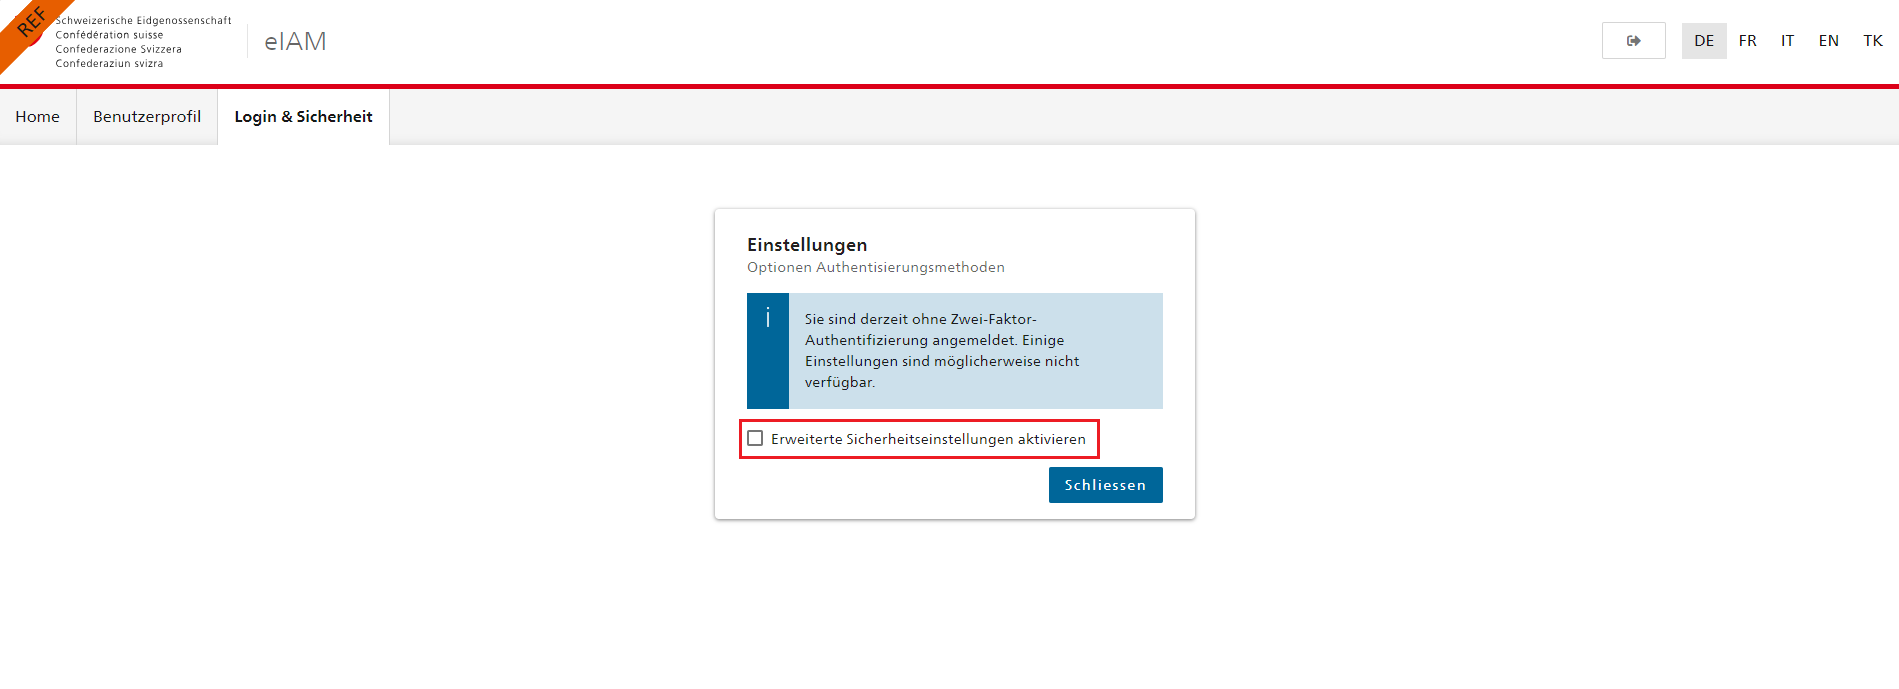 REF
Schweizerische Eidgenossenschaft
Confédération suisse
Confederazione Svizzera
Confederaziun svizra
eIAM
DE FR IT EN TK
Home Benutzerprofil Login & Sicherheit
Einstellungen
Optionen Authentisierungsmethoden
i
Sie sind derzeit ohne Zwei-Faktor-
Authentifizierung angemeldet. Einige
Einstellungen sind möglicherweise nicht
verfügbar.
Erweiterte Sicherheitseinstellungen aktivieren
Schliessen